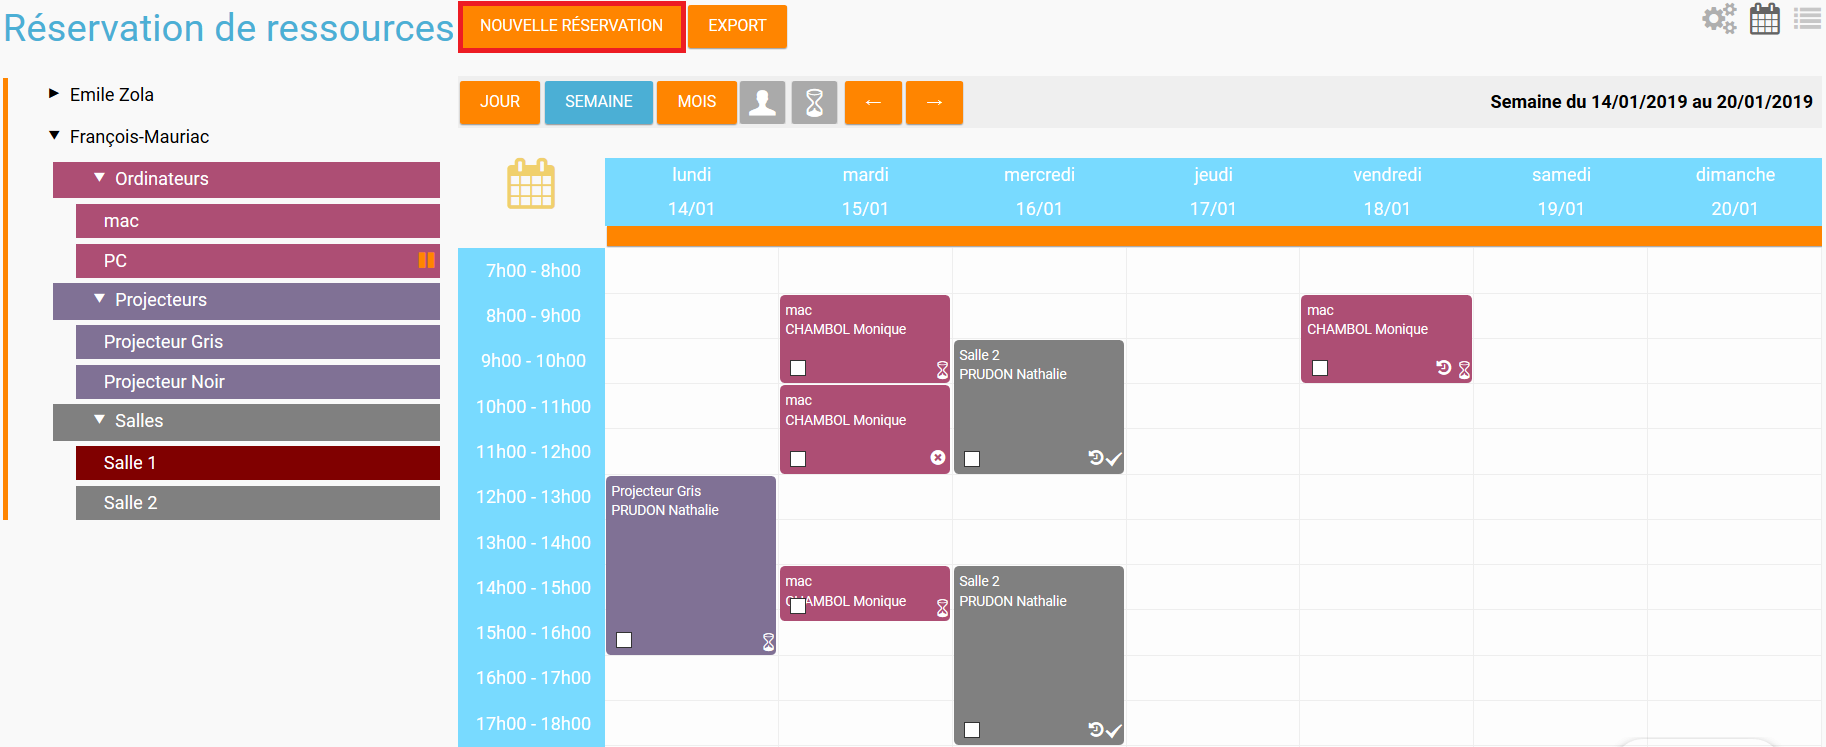 Réservation de ressources
NOUVELLE RÉSERVATION
EXPORT
Emile Zola
François-Mauriac
Ordinateurs
mac
PC
Projecteurs
Projecteur Gris
Projecteur Noir
Salles
Salle 1
Salle 2
JOUR
SEMAINE
MOIS
←
→
Semaine du 14/01/2019 au 20/01/2019
lundi
14/01
mardi
15/01
mercredi
16/01
jeudi
17/01
vendredi
18/01
samedi
19/01
dimanche
20/01
7h00 - 8h00
8h00 - 9h00
9h00 - 10h00
10h00 - 11h00
11h00 - 12h00
12h00 - 13h00
13h00 - 14h00
14h00 - 15h00
15h00 - 16h00
16h00 - 17h00
17h00 - 18h00
Projecteur Gris
PRUDON Nathalie
mac
CHAMBOL Monique
mac
CHAMBOL Monique
mac
CHAMBOL Monique
Salle 2
PRUDON Nathalie
Salle 2
PRUDON Nathalie
mac
CHAMBOL Monique